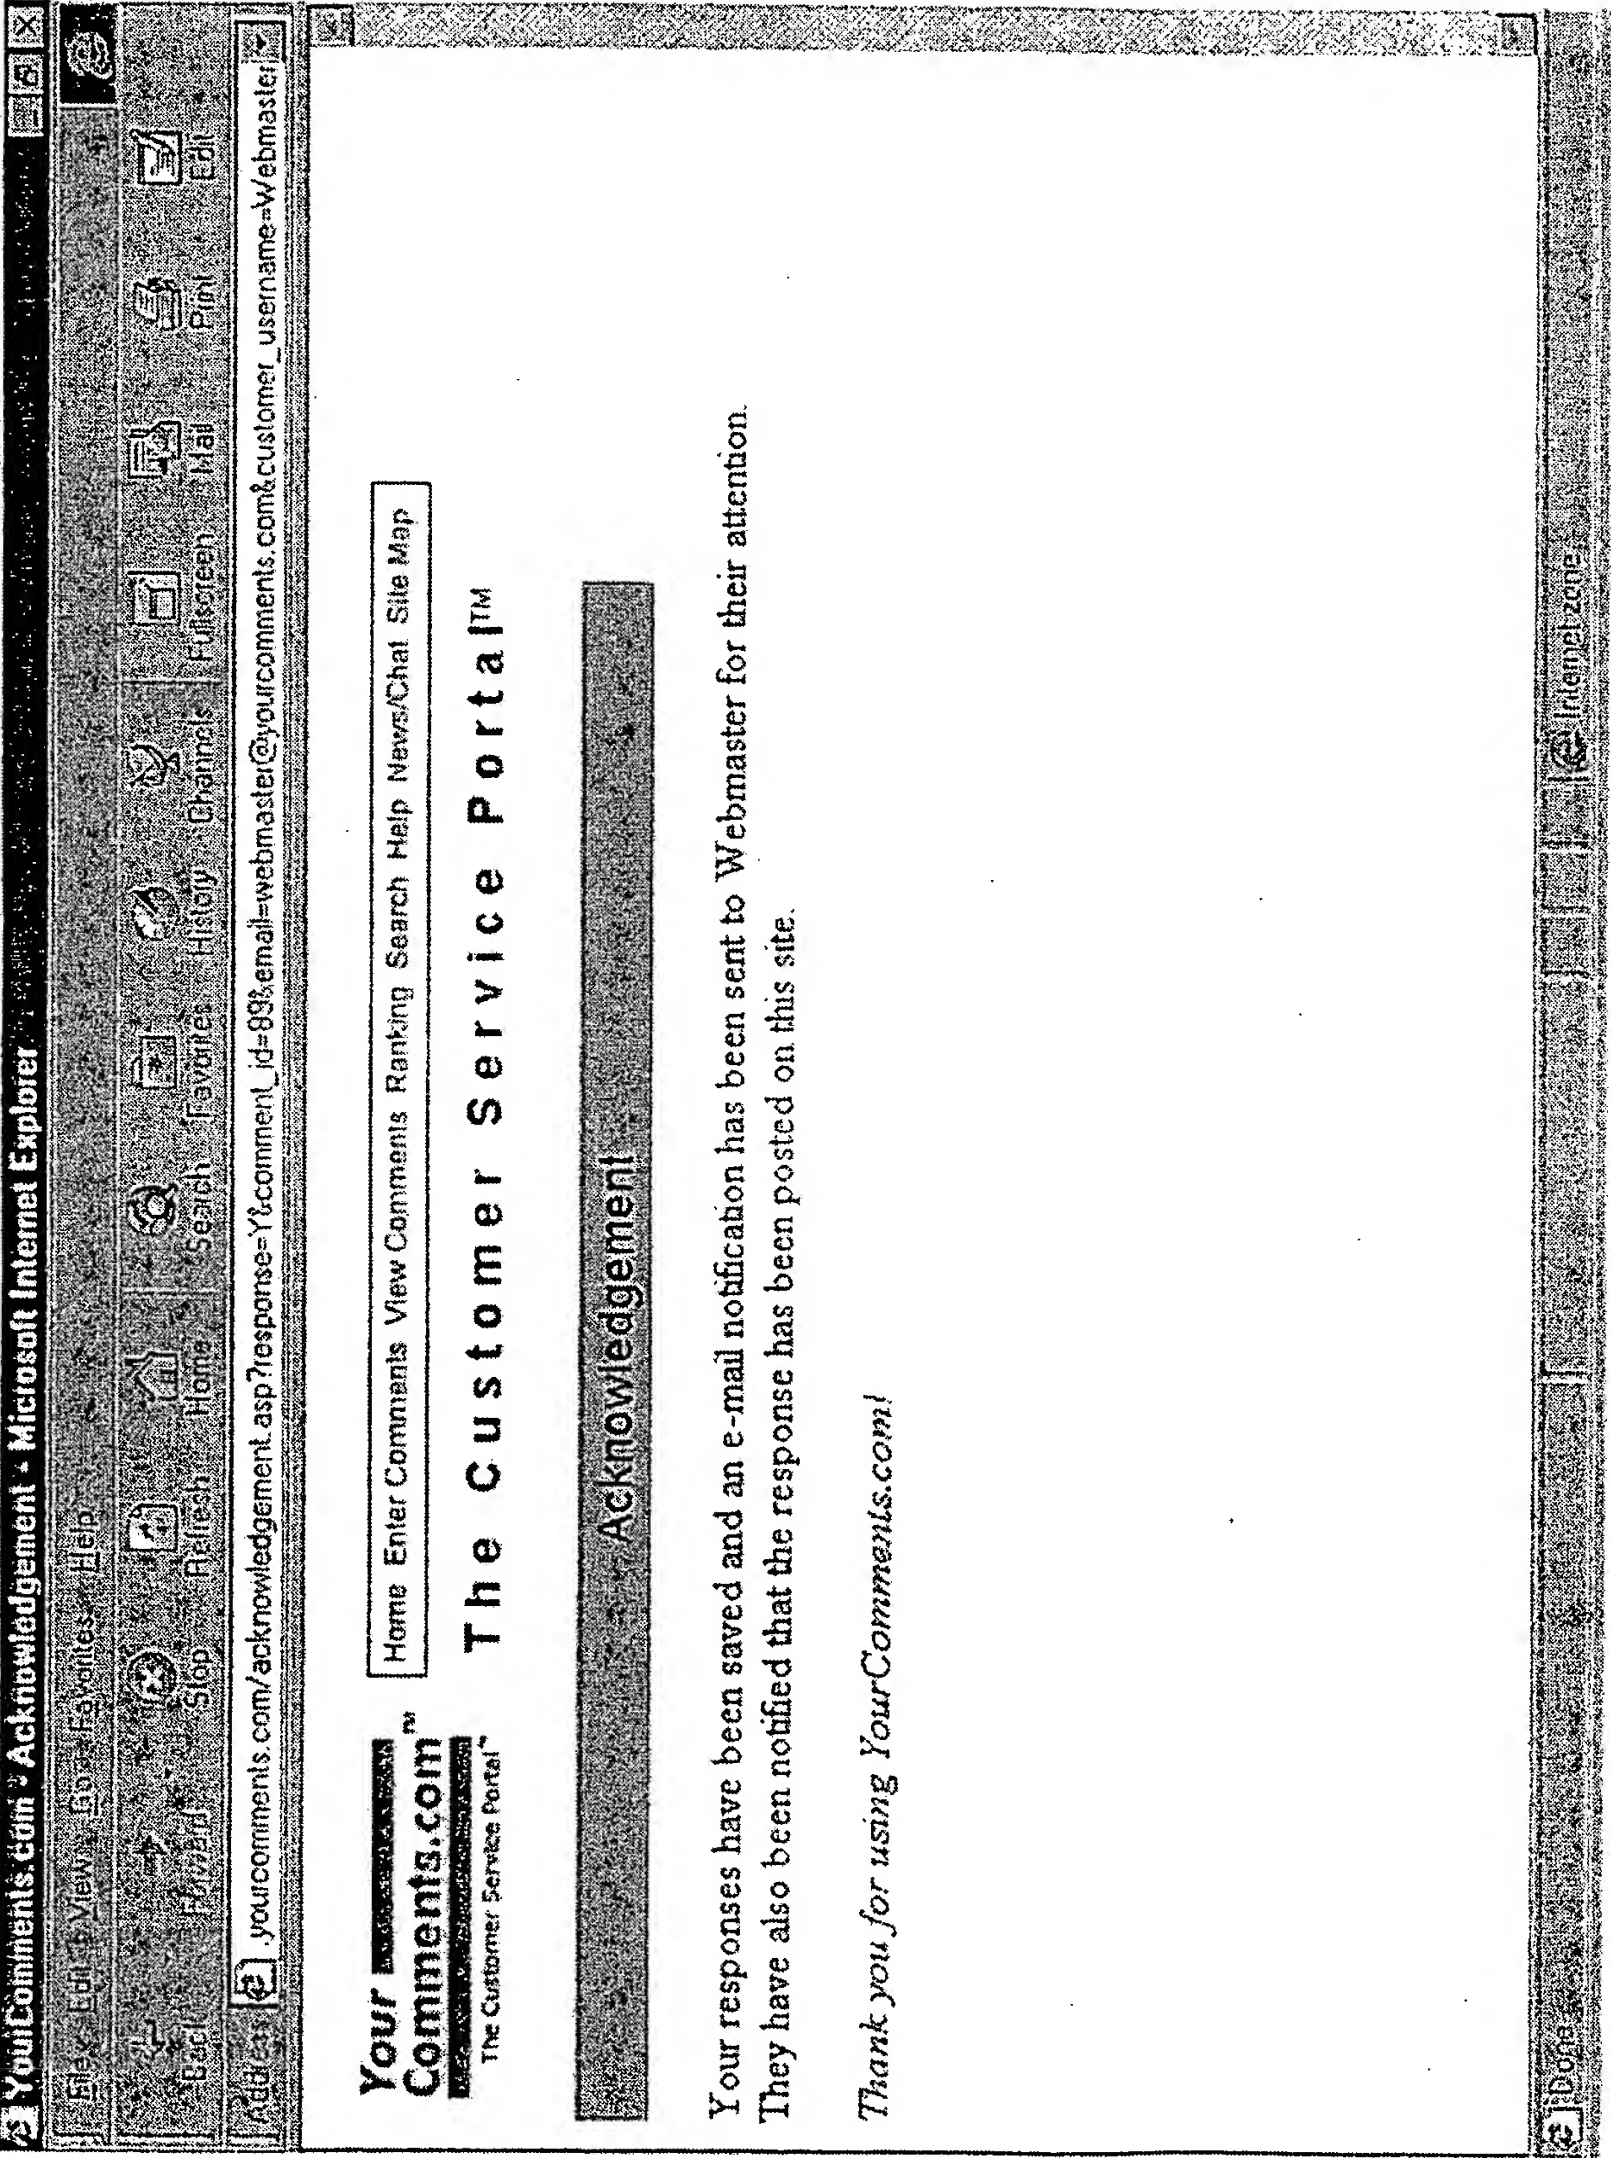 YourComments.com - Acknowledgement - Microsoft Internet Explorer
File Edit View Go Favorites Help
Back Forward Stop Refresh Home Search Favorites History Channels Fullscreen Mail Print Edit
Address .yourcomments.com/acknowledgement.asp?response=Y&comment_id=99&email=webmaster@yourcomments.com&customer_username=Webmaster
Your
Comments.com™
The Customer Service Portal™
Home Enter Comments View Comments Ranking Search Help News/Chat Site Map
The Customer Service Portal™
Acknowledgement
Your responses have been saved and an e-mail notification has been sent to Webmaster for their attention.
They have also been notified that the response has been posted on this site.
Thank you for using YourComments.com!
Done Internet zone